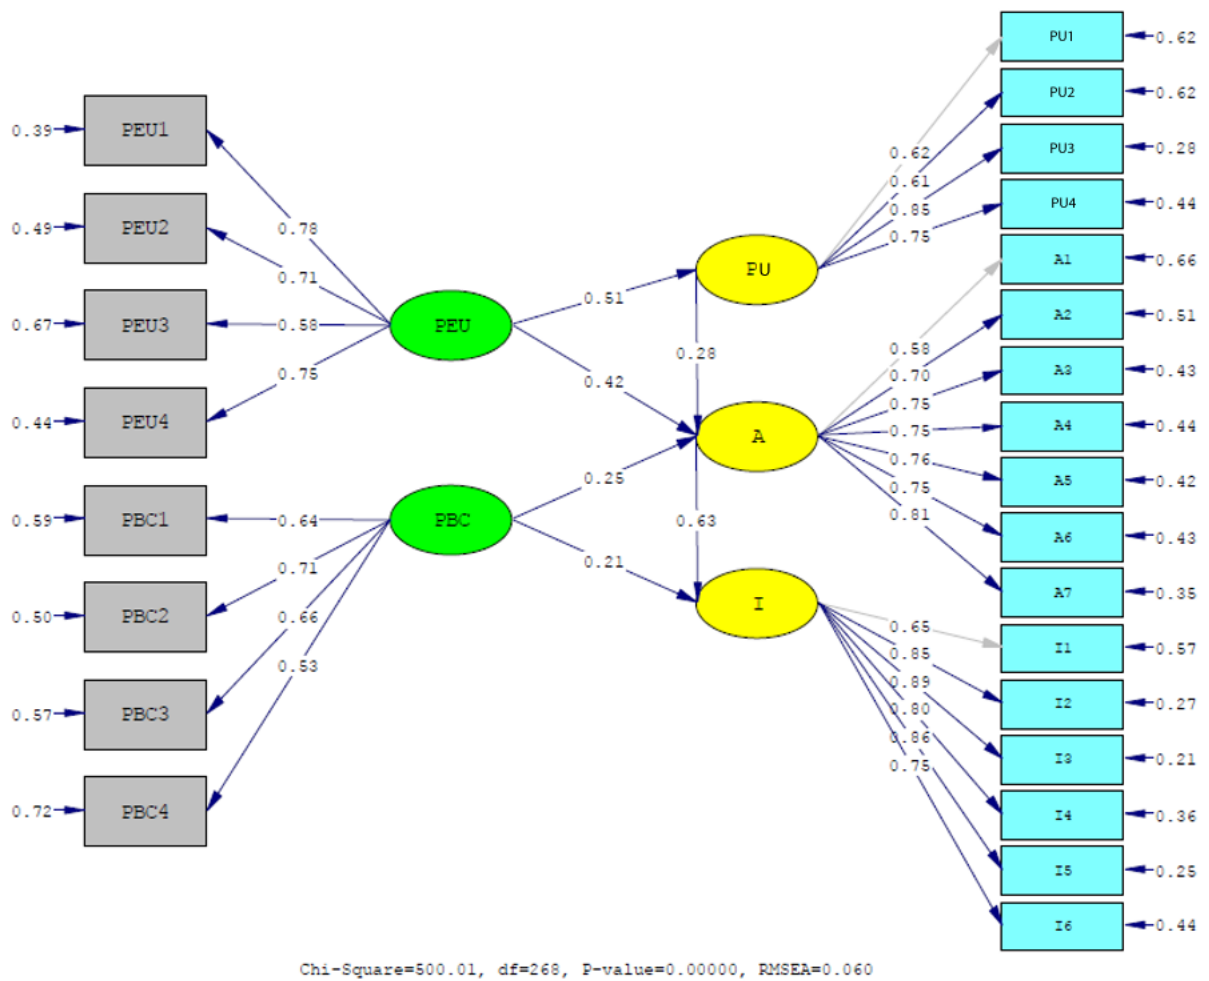 0.39 PEU1
0.49 PEU2
0.67 PEU3
0.44 PEU4
0.59 PBC1
0.50 PBC2
0.57 PBC3
0.72 PBC4
0.78
0.71
0.58
0.75
0.64
0.71
0.66
0.53
PEU
PBC
0.51
0.42
0.25
0.21
PU
0.28
A
0.63
I
0.62
0.61
0.85
0.75
0.58
0.70
0.75
0.75
0.76
0.75
0.81
0.65
0.85
0.89
0.80
0.86
0.75
PU1 0.62
PU2 0.62
PU3 0.28
PU4 0.44
A1 0.66
A2 0.51
A3 0.43
A4 0.44
A5 0.42
A6 0.43
A7 0.35
I1 0.57
I2 0.27
I3 0.21
I4 0.36
I5 0.25
I6 0.44
Chi-Square=500.01, df=268, P-value=0.00000, RMSEA=0.060